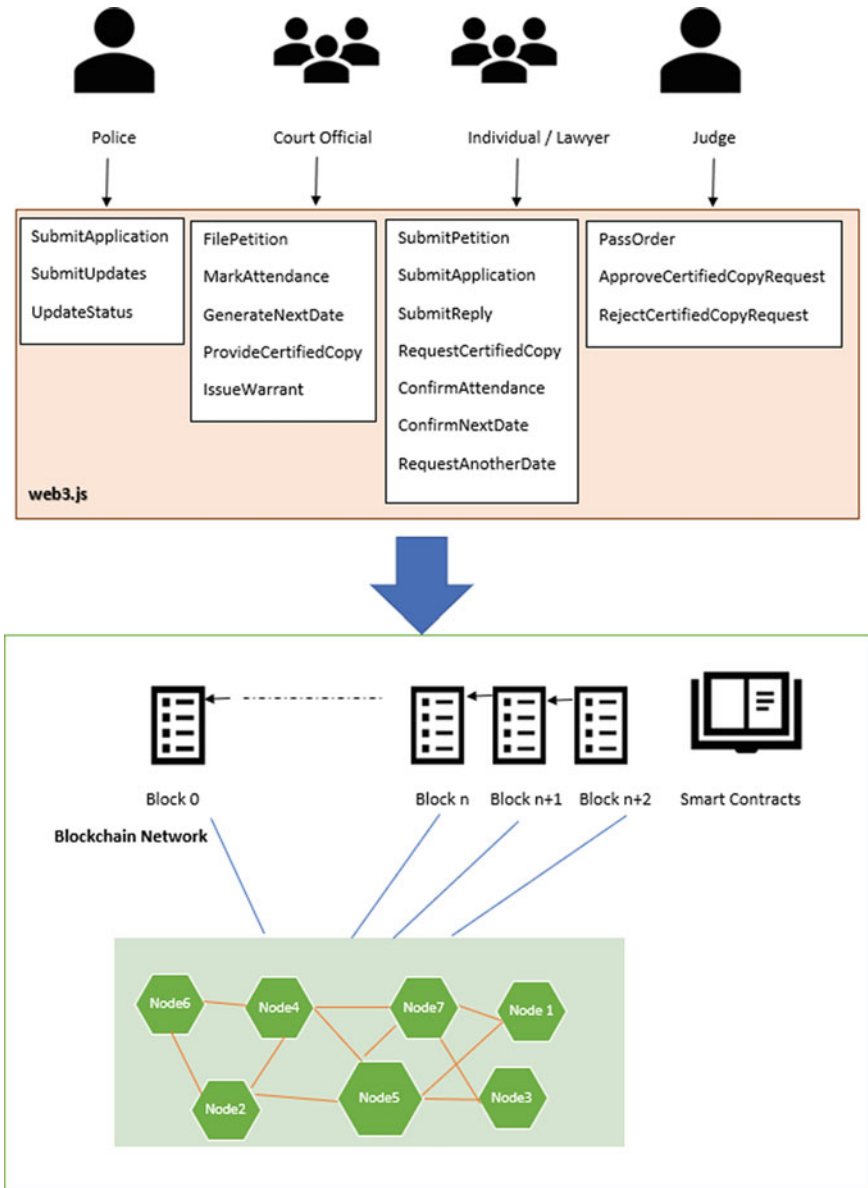 Police
Court Official
Individual / Lawyer
Judge
SubmitApplication
SubmitUpdates
UpdateStatus
FilePetition
MarkAttendance
GenerateNextDate
ProvideCertifiedCopy
IssueWarrant
SubmitPetition
SubmitApplication
SubmitReply
RequestCertifiedCopy
ConfirmAttendance
ConfirmNextDate
RequestAnotherDate
PassOrder
ApproveCertifiedCopyRequest
RejectCertifiedCopyRequest
web3.js
Block 0
Block n
Block n+1
Block n+2
Smart Contracts
Blockchain Network
Node6
Node4
Node7
Node 1
Node2
Node5
Node3